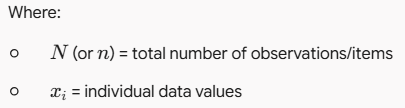 Where:
○ N (or n) = total number of observations/items
○ xᵢ = individual data values